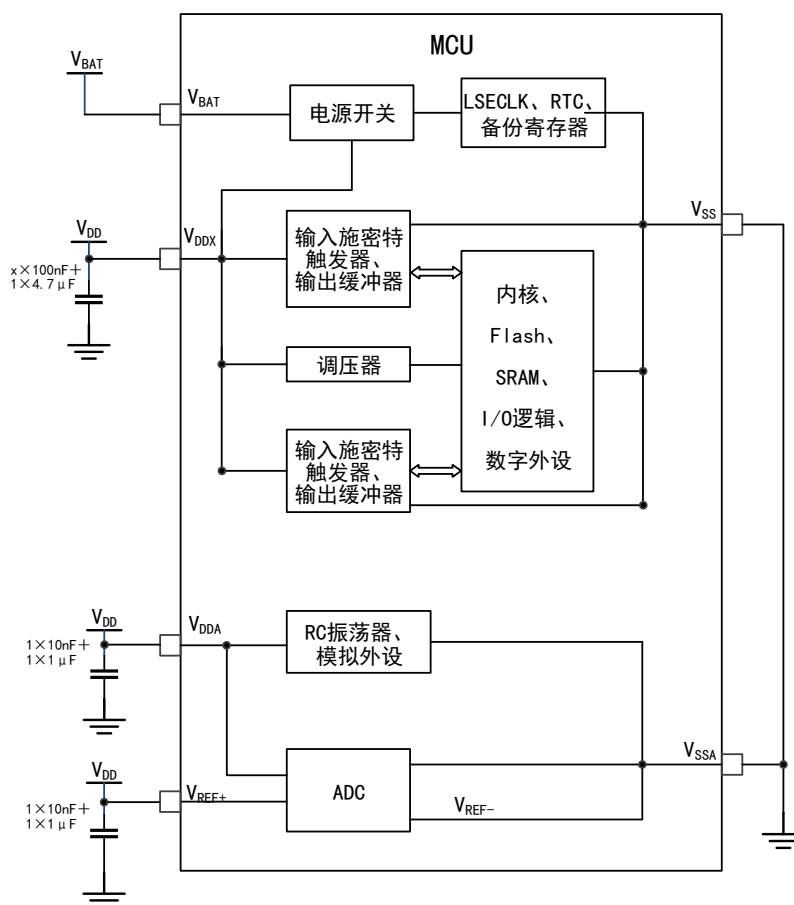 MCU
VBAT
VBAT
电源开关
LSECLK、RTC、
备份寄存器
VDD
VDDX
x×100nF+
1×4.7μF
输入施密特
触发器、
输出缓冲器
VSS
内核、
Flash、
SRAM、
I/O逻辑、
数字外设
调压器
输入施密特
触发器、
输出缓冲器
VDD
VDDA
1×10nF+
1×1μF
RC振荡器、
模拟外设
VDD
VREF+
1×10nF+
1×1μF
ADC
VREF-
VSSA